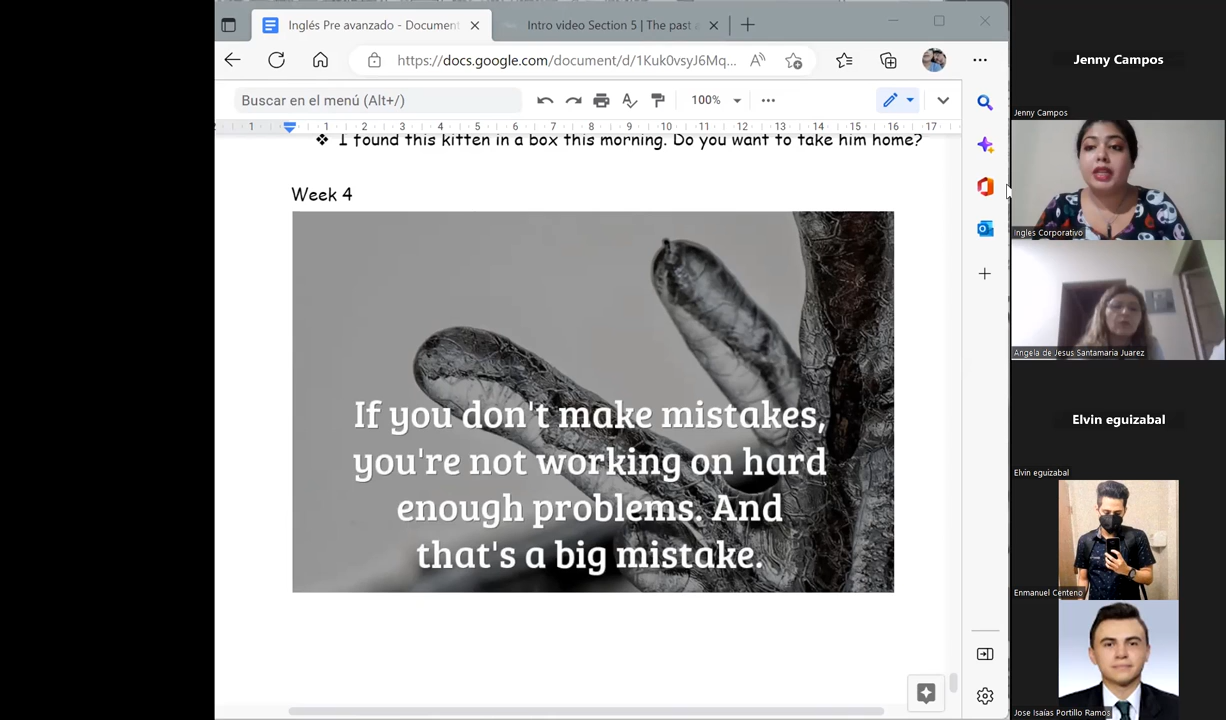 Inglés Pre avanzado - Document
Intro video Section 5 | The past a
https://docs.google.com/document/d/1Kuk0vsyJ6Mq...
Buscar en el menú (Alt+/)
100%
1 1 2 3 4 5 6 7 8 9 10 11 12 13 14 15 16 17
❖ I found this kitten in a box this morning. Do you want to take him home?
Week 4
If you don't make mistakes,
you're not working on hard
enough problems. And
that's a big mistake.
Jenny Campos
Jenny Campos
Ingles Corporativo
Angela de Jesus Santamaria Juarez
Elvin eguizabal
Elvin eguizabal
Enmanuel Centeno
Jose Isaías Portillo Ramos